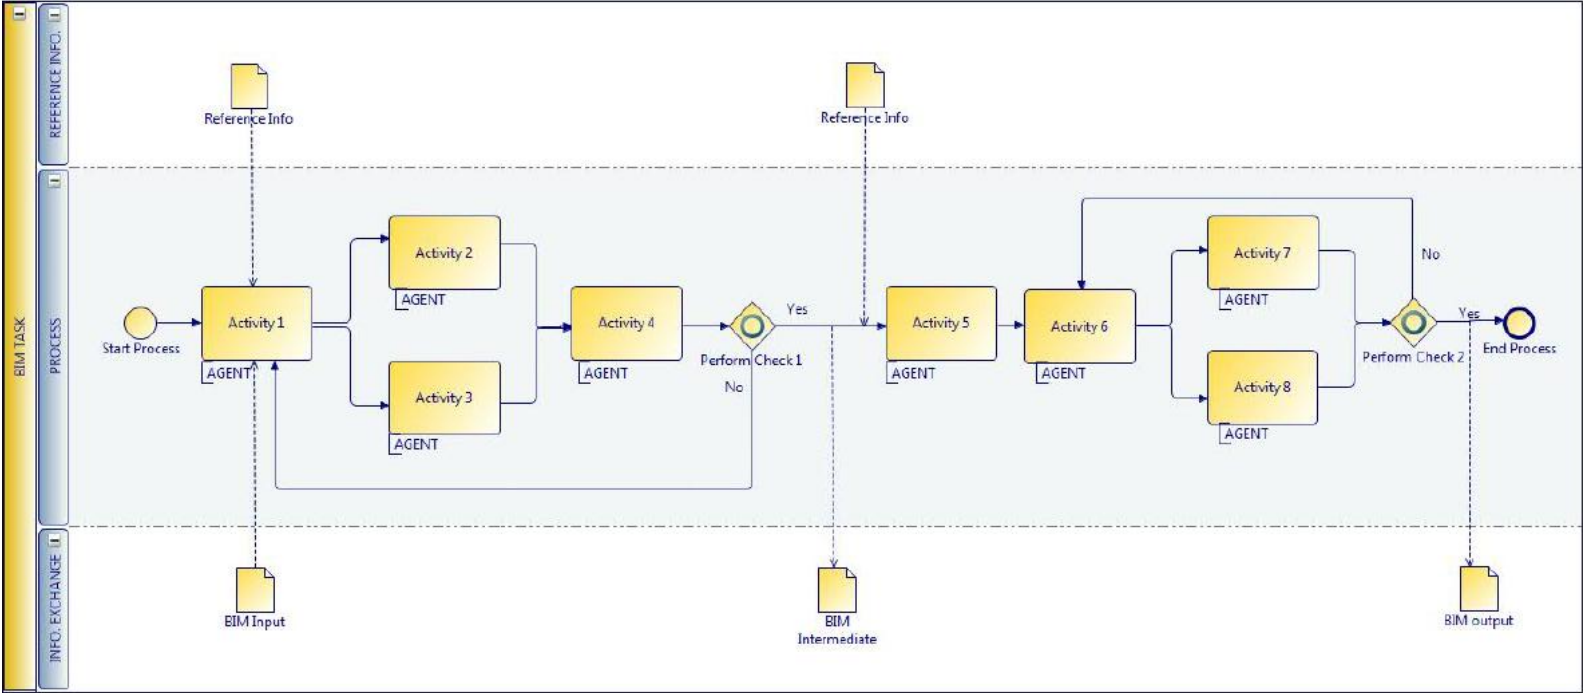 BIM TASK
REFERENCE INFO.
Reference Info
Reference Info
PROCESS
Start Process
Activity 1
AGENT
Activity 2
AGENT
Activity 3
AGENT
Activity 4
AGENT
Perform Check 1
Yes
No
Activity 5
AGENT
Activity 6
AGENT
Activity 7
AGENT
Activity 8
AGENT
Perform Check 2
No
Yes
End Process
INFO. EXCHANGE
BIM Input
BIM
Intermediate
BIM output